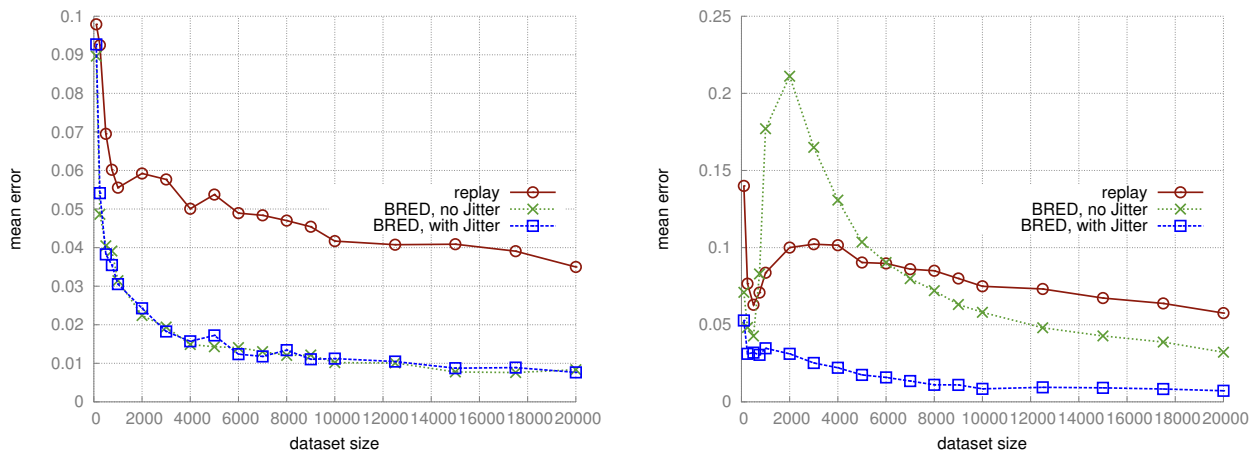 0.1
0.09
0.08
0.07
0.06
0.05
0.04
0.03
0.02
0.01
0
mean error
replay
BRED, no Jitter
BRED, with Jitter
0 2000 4000 6000 8000 10000 12000 14000 16000 18000 20000
dataset size
0.25
0.2
0.15
0.1
0.05
0
mean error
replay
BRED, no Jitter
BRED, with Jitter
0 2000 4000 6000 8000 10000 12000 14000 16000 18000 20000
dataset size